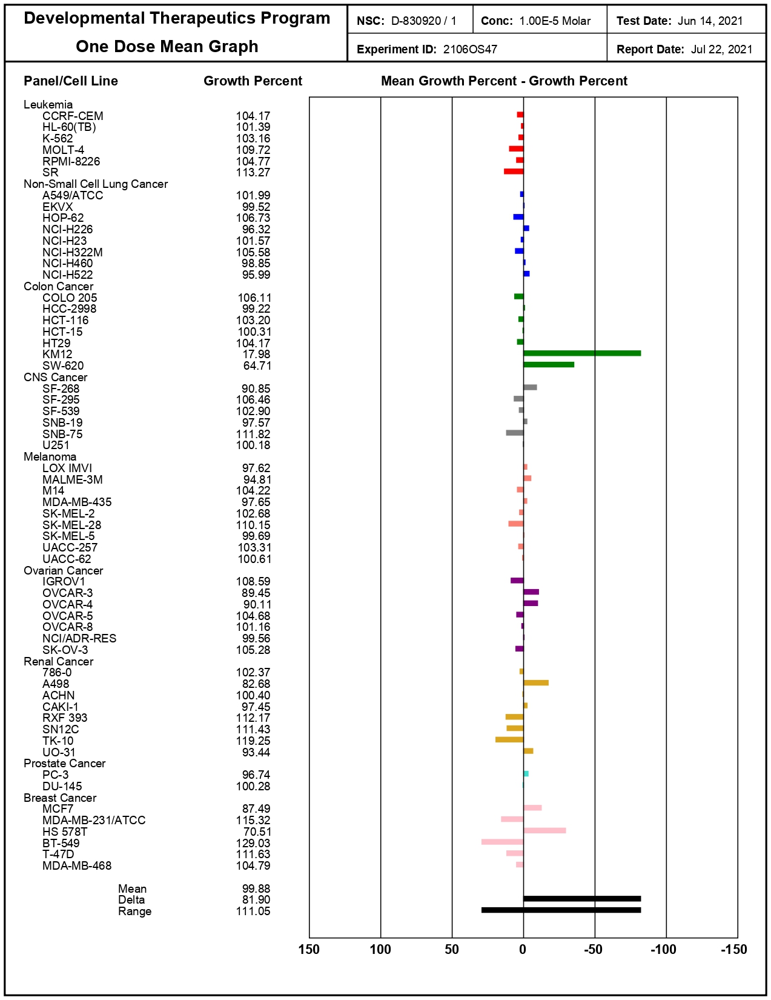 Developmental Therapeutics Program
One Dose Mean Graph
NSC: D-830920 / 1 Conc: 1.00E-5 Molar Test Date: Jun 14, 2021
Experiment ID: 2106OS47 Report Date: Jul 22, 2021
Panel/Cell Line Growth Percent Mean Growth Percent - Growth Percent
Leukemia
CCRF-CEM 104.17
HL-60(TB) 101.39
K-562 103.16
MOLT-4 109.72
RPMI-8226 104.77
SR 113.27
Non-Small Cell Lung Cancer
A549/ATCC 101.99
EKVX 99.52
HOP-62 106.73
NCI-H226 96.32
NCI-H23 101.57
NCI-H322M 105.58
NCI-H460 98.85
NCI-H522 95.99
Colon Cancer
COLO 205 106.11
HCC-2998 99.22
HCT-116 103.20
HCT-15 100.31
HT29 104.17
KM12 17.98
SW-620 64.71
CNS Cancer
SF-268 90.85
SF-295 106.46
SF-539 102.90
SNB-19 97.57
SNB-75 111.82
U251 100.18
Melanoma
LOX IMVI 97.62
MALME-3M 94.81
M14 104.22
MDA-MB-435 97.65
SK-MEL-2 102.68
SK-MEL-28 110.15
SK-MEL-5 99.69
UACC-257 103.31
UACC-62 100.61
Ovarian Cancer
IGROV1 108.59
OVCAR-3 89.45
OVCAR-4 90.11
OVCAR-5 104.68
OVCAR-8 101.16
NCI/ADR-RES 99.56
SK-OV-3 105.28
Renal Cancer
786-0 102.37
A498 82.68
ACHN 100.40
CAKI-1 97.45
RXF 393 112.17
SN12C 111.43
TK-10 119.25
UO-31 93.44
Prostate Cancer
PC-3 96.74
DU-145 100.28
Breast Cancer
MCF7 87.49
MDA-MB-231/ATCC 115.32
HS 578T 70.51
BT-549 129.03
T-47D 111.63
MDA-MB-468 104.79
Mean 99.88
Delta 81.90
Range 111.05
150 100 50 0 -50 -100 -150